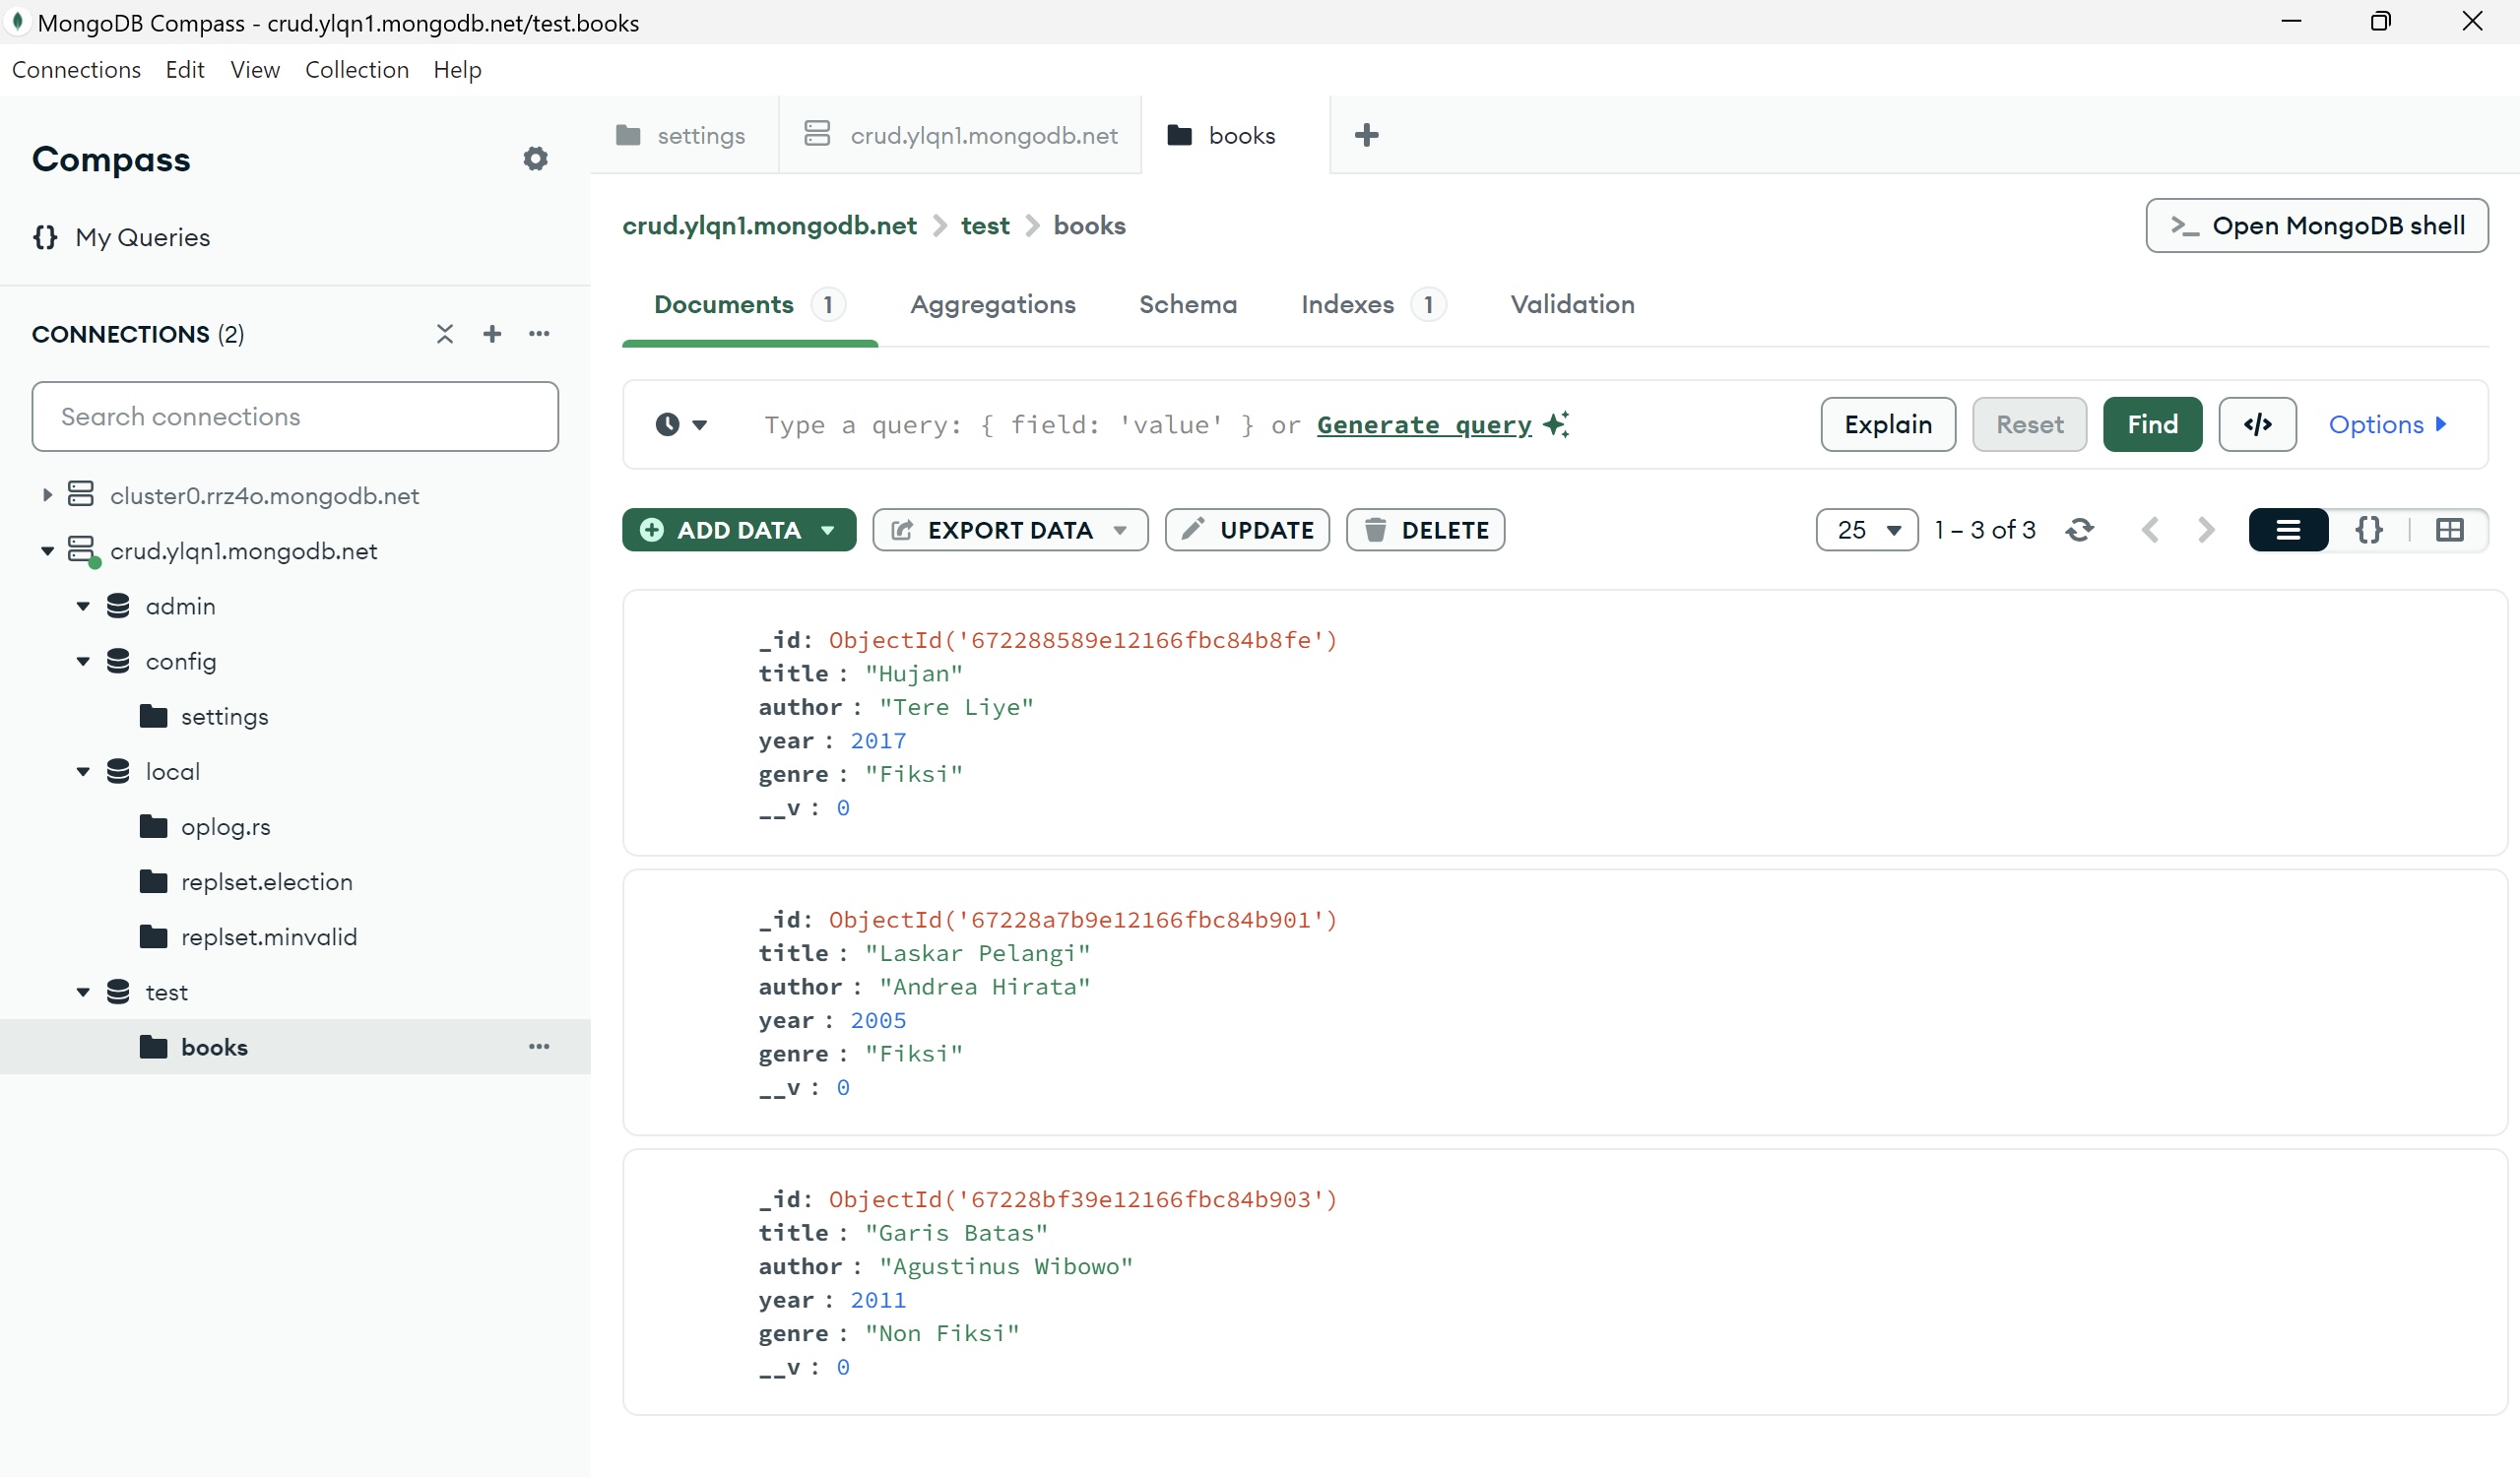 MongoDB Compass - crud.ylqn1.mongodb.net/test.books
Connections Edit View Collection Help
Compass
{} My Queries
CONNECTIONS (2)
Search connections
cluster0.rrz4o.mongodb.net
crud.ylqn1.mongodb.net
admin
config
settings
local
oplog.rs
replset.election
replset.minvalid
test
books
settings crud.ylqn1.mongodb.net books
crud.ylqn1.mongodb.net > test > books
>_ Open MongoDB shell
Documents 1 Aggregations Schema Indexes 1 Validation
Type a query: { field: 'value' } or Generate query
Explain Reset Find </> Options
ADD DATA EXPORT DATA UPDATE DELETE
25 1 – 3 of 3 {}
_id: ObjectId('672288589e12166fbc84b8fe')
title : "Hujan"
author : "Tere Liye"
year : 2017
genre : "Fiksi"
__v : 0
_id: ObjectId('67228a7b9e12166fbc84b901')
title : "Laskar Pelangi"
author : "Andrea Hirata"
year : 2005
genre : "Fiksi"
__v : 0
_id: ObjectId('67228bf39e12166fbc84b903')
title : "Garis Batas"
author : "Agustinus Wibowo"
year : 2011
genre : "Non Fiksi"
__v : 0